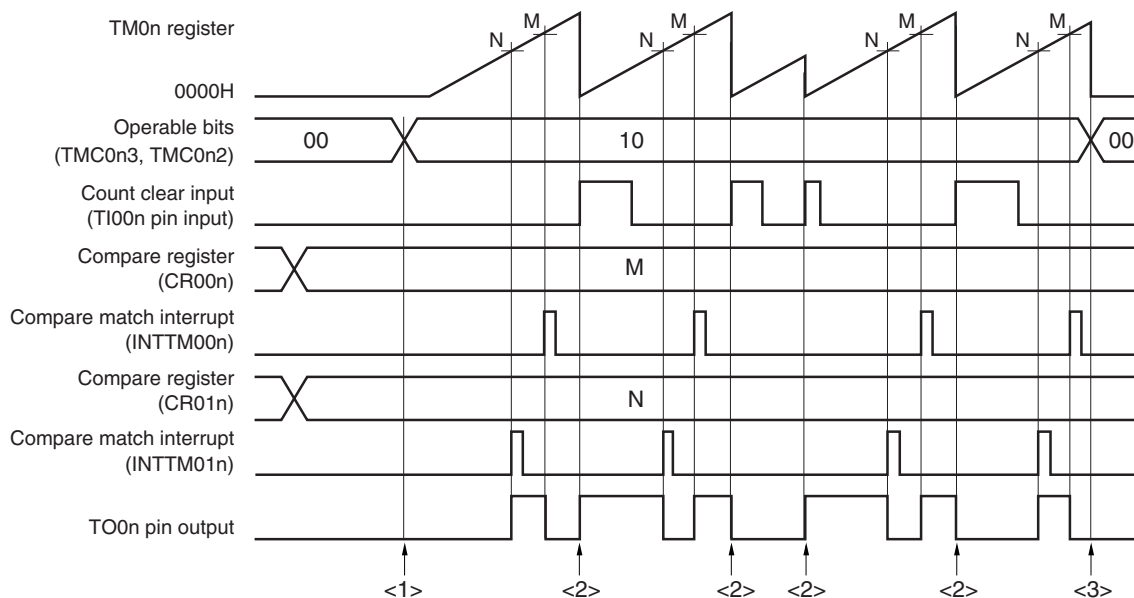 TM0n register
N M N M N M N M
0000H
Operable bits
(TMC0n3, TMC0n2)
00 10 00
Count clear input
(TI00n pin input)
Compare register
(CR00n)
M
Compare match interrupt
(INTTM00n)
Compare register
(CR01n)
N
Compare match interrupt
(INTTM01n)
TO0n pin output
<1> <2> <2> <2> <2> <3>